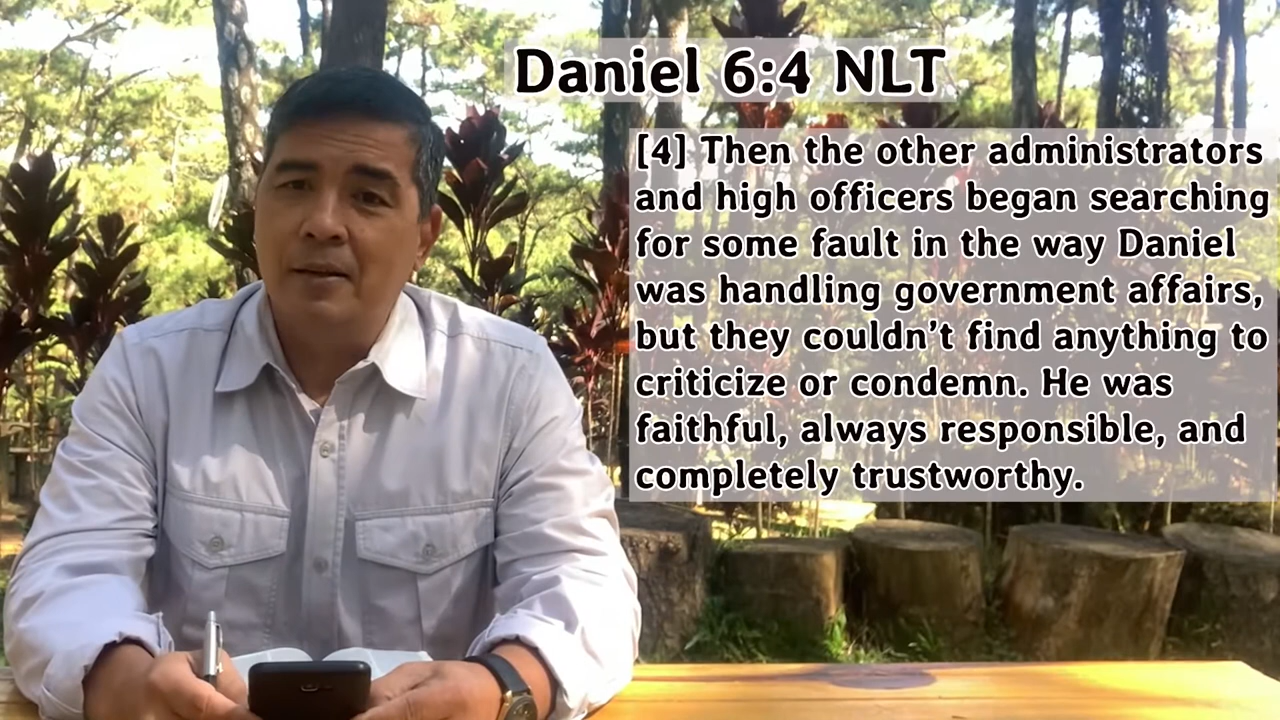 Daniel 6:4 NLT
[4] Then the other administrators
and high officers began searching
for some fault in the way Daniel
was handling government affairs,
but they couldn’t find anything to
criticize or condemn. He was
faithful, always responsible, and
completely trustworthy.